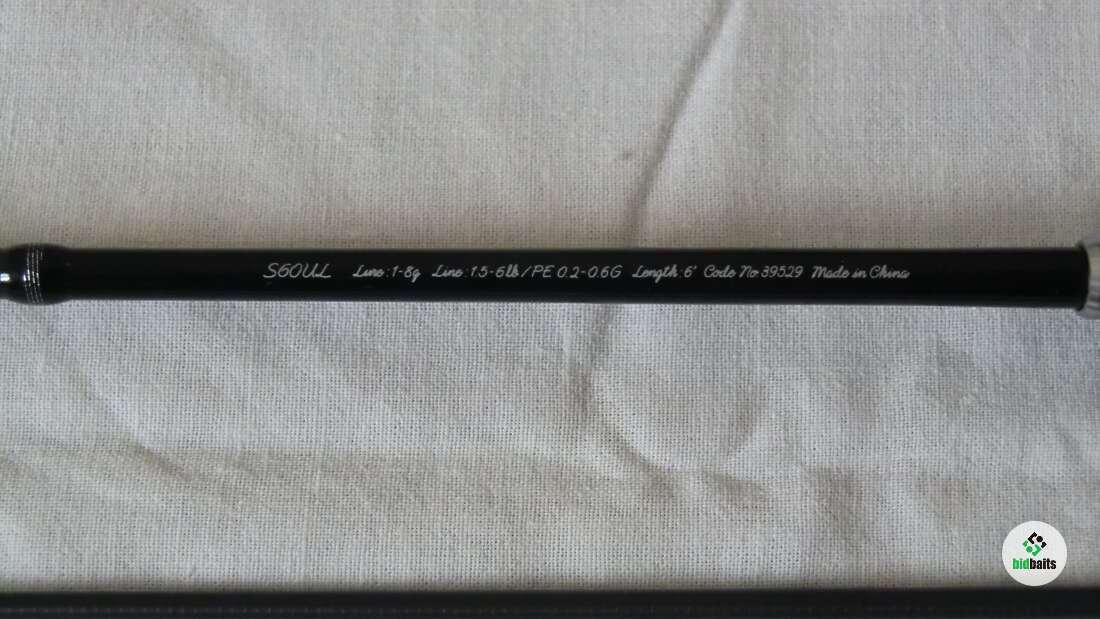 S60UL Lure: 1-8g Line: 1.5-6lb/PE 0.2-0.6G Length: 6' Code No 39529 Made in China
bidbaits